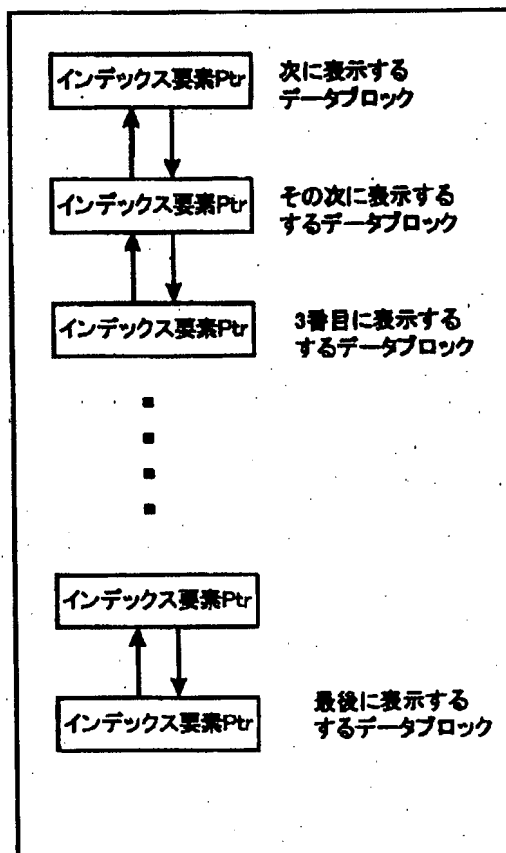 インデックス要素Ptr
次に表示する
データブロック
インデックス要素Ptr
その次に表示する
するデータブロック
インデックス要素Ptr
3番目に表示する
するデータブロック
インデックス要素Ptr
インデックス要素Ptr
最後に表示する
するデータブロック